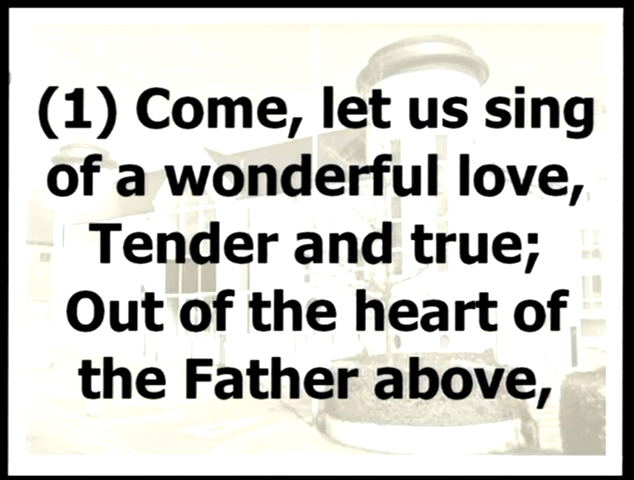 (1) Come, let us sing
of a wonderful love,
Tender and true;
Out of the heart of
the Father above,